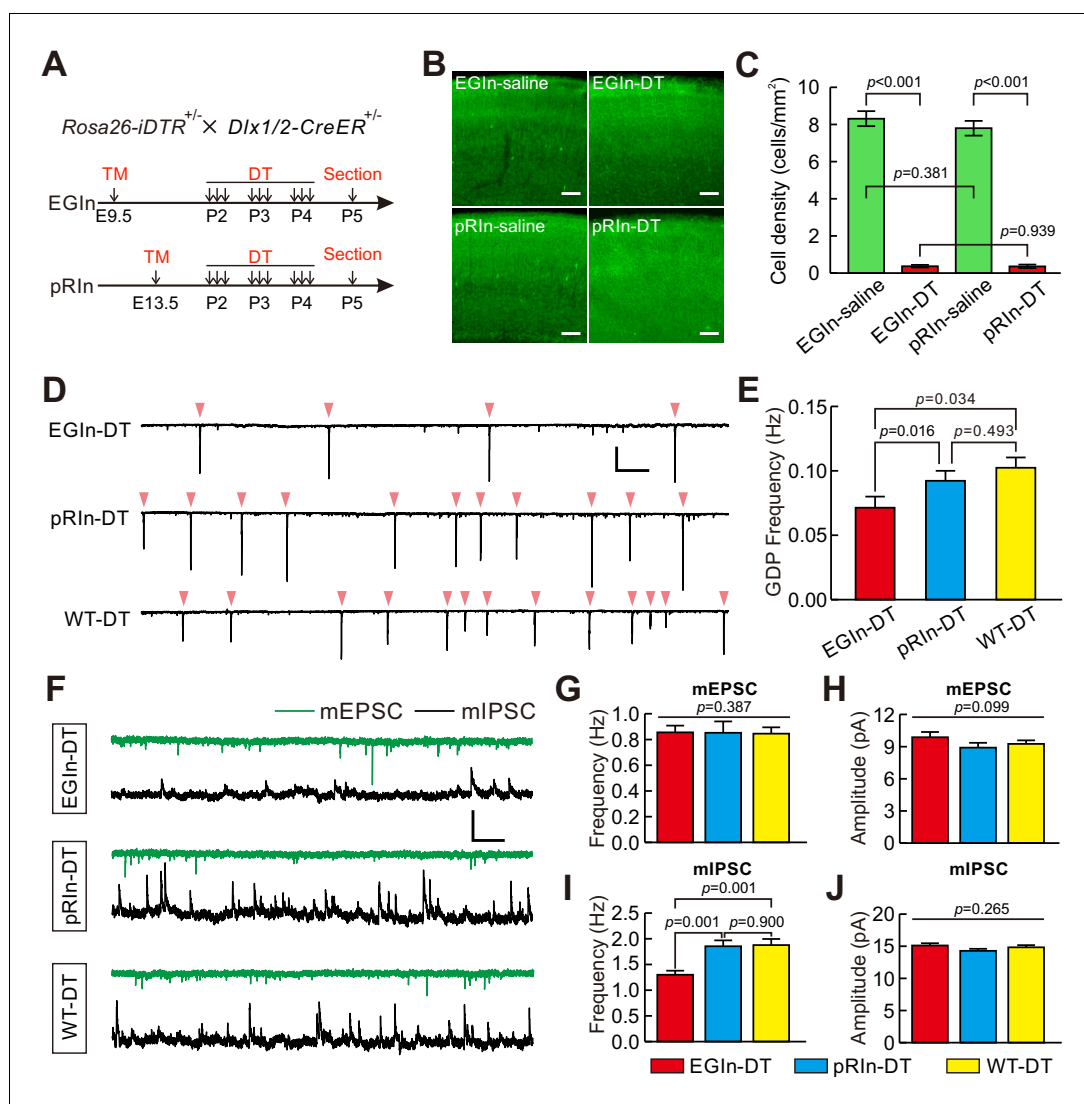 A
Rosa26-iDTR+/- × Dlx1/2-CreER+/-
TM DT Section
EGIn
E9.5 P2 P3 P4 P5
TM DT Section
pRIn
E13.5 P2 P3 P4 P5
B
EGIn-saline EGIn-DT
pRIn-saline pRIn-DT
C
Cell density (cells/mm²)
10
8
6
4
2
0
p<0.001 p<0.001
p=0.381
p=0.939
EGIn-saline EGIn-DT pRIn-saline pRIn-DT
D
EGIn-DT
pRIn-DT
WT-DT
E
GDP Frequency (Hz)
0.15
0.10
0.05
0.00
p=0.034
p=0.016 p=0.493
EGIn-DT pRIn-DT WT-DT
F
mEPSC mIPSC
EGIn-DT
pRIn-DT
WT-DT
G
mEPSC
p=0.387
Frequency (Hz)
1.0
0.8
0.6
0.4
0.2
0.0
H
mEPSC
p=0.099
Amplitude (pA)
12
9
6
3
0
I
mIPSC
p=0.001
p=0.001 p=0.900
Frequency (Hz)
2.5
2.0
1.5
1.0
0.5
0.0
J
mIPSC
p=0.265
Amplitude (pA)
20
15
10
5
0
EGIn-DT pRIn-DT WT-DT